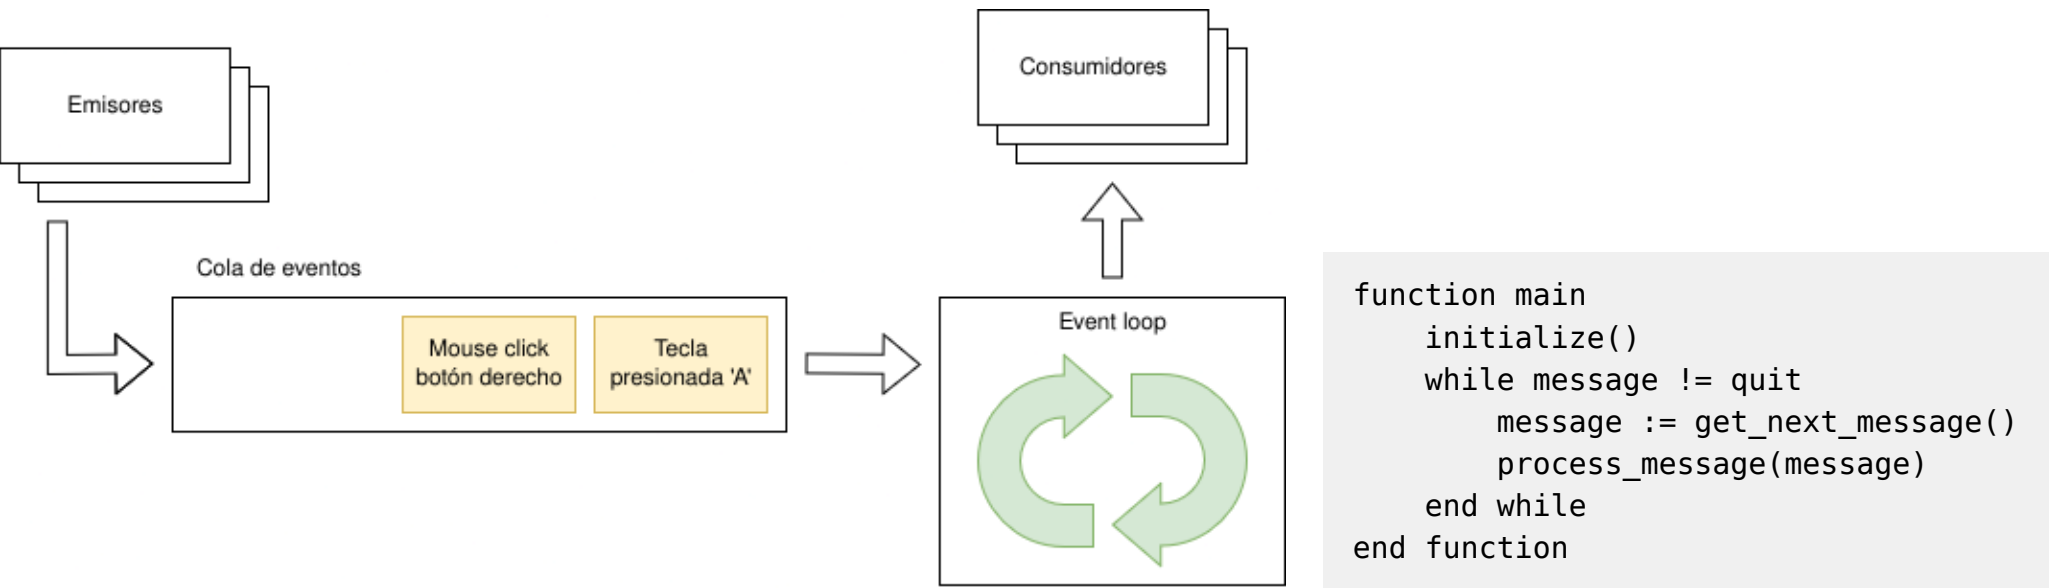 Emisores
Consumidores
Cola de eventos
Mouse click
botón derecho
Tecla
presionada 'A'
Event loop
function main
    initialize()
    while message != quit
        message := get_next_message()
        process_message(message)
    end while
end function